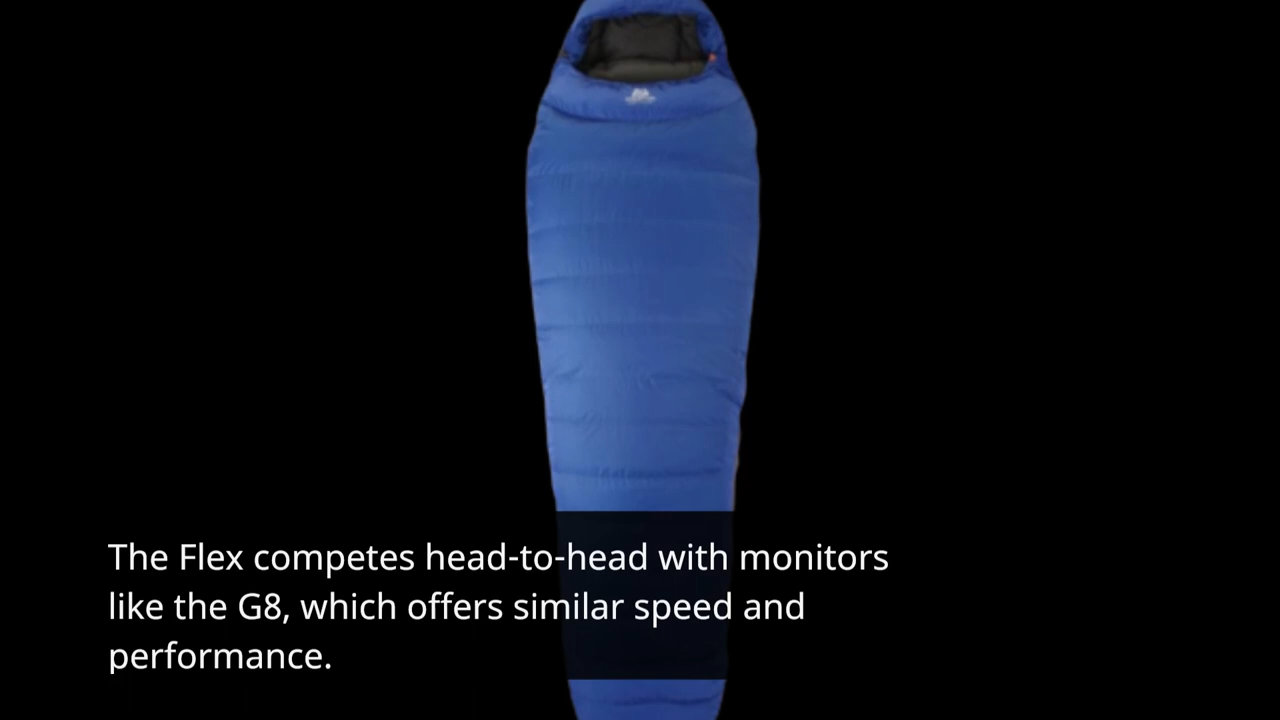 The Flex competes head-to-head with monitors
like the G8, which offers similar speed and
performance.